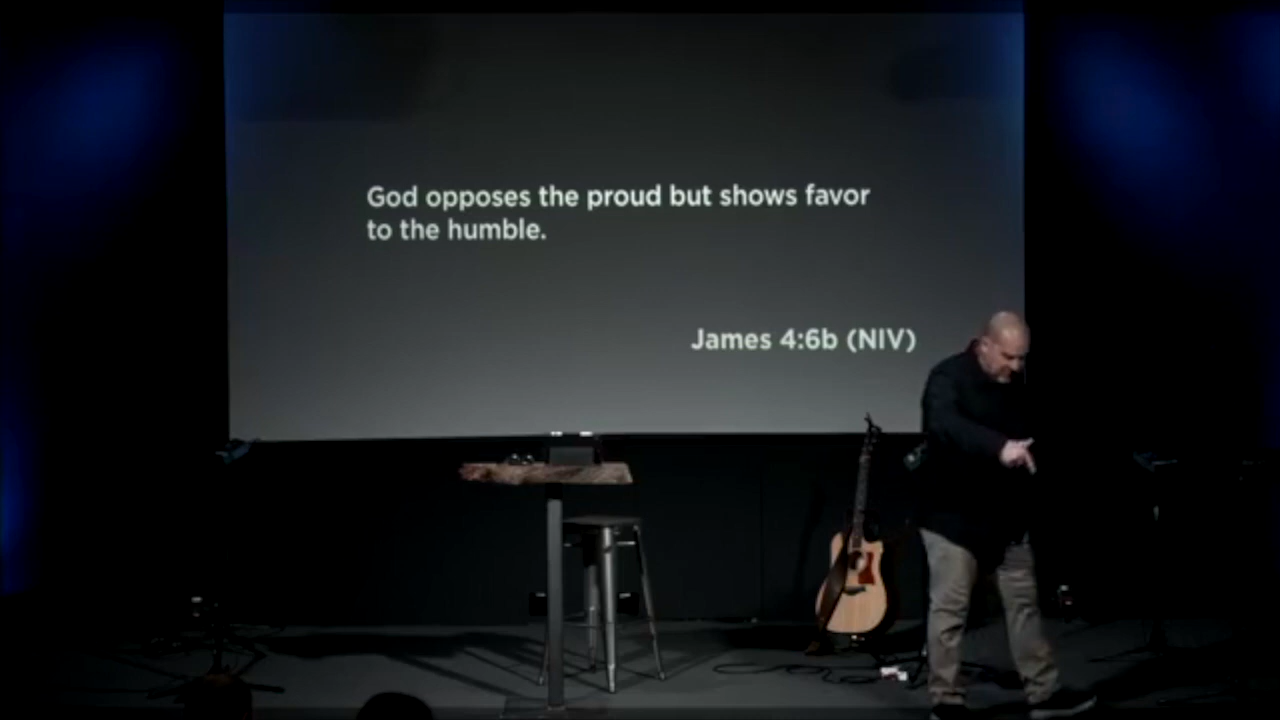 God opposes the proud but shows favor
to the humble.
James 4:6b (NIV)